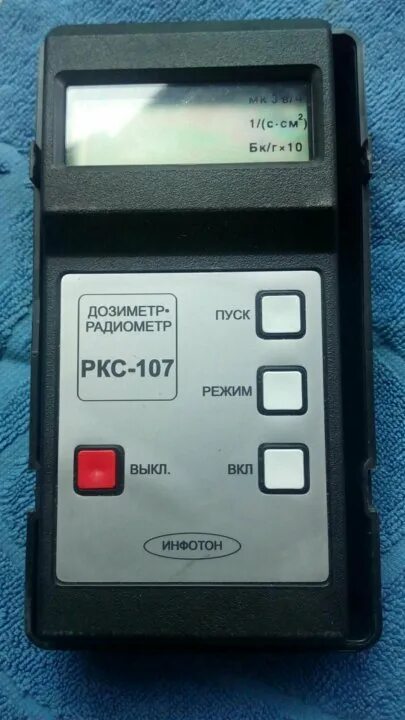 мкЗв/ч
1/(с·см²)
Бк/г×10
ДОЗИМЕТР•
РАДИОМЕТР
РКС-107
ПУСК
РЕЖИМ
ВЫКЛ.
ВКЛ
ИНФОТОН